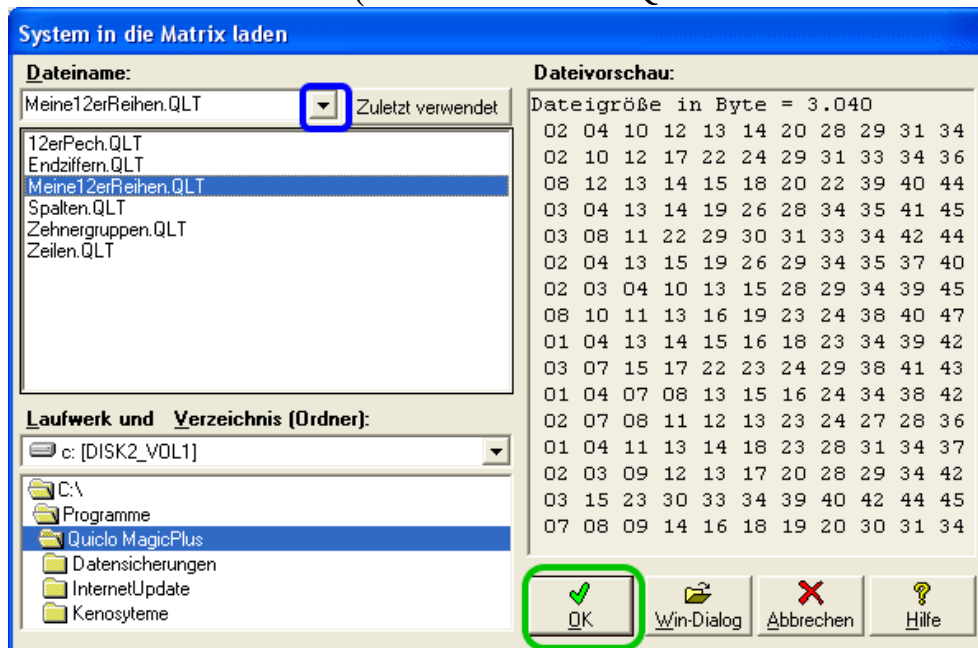 System in die Matrix laden
Dateiname:
Meine12erReihen.QLT
Zuletzt verwendet
12erPech.QLT
Endziffern.QLT
Meine12erReihen.QLT
Spalten.QLT
Zehnergruppen.QLT
Zeilen.QLT
Laufwerk und Verzeichnis (Ordner):
c: [DISK2_VOL1]
C:\
Programme
Quiclo MagicPlus
Datensicherungen
InternetUpdate
Kenosyteme
Dateivorschau:
Dateigröße in Byte = 3.040
02 04 10 12 13 14 20 28 29 31 34
02 10 12 17 22 24 29 31 33 34 36
08 12 13 14 15 18 20 22 39 40 44
03 04 13 14 19 26 28 34 35 41 45
03 08 11 22 29 30 31 33 34 42 44
02 04 13 15 19 26 29 34 35 37 40
02 03 04 10 13 15 28 29 34 39 45
08 10 11 13 16 19 23 24 38 40 47
01 04 13 14 15 16 18 23 34 39 42
03 07 15 17 22 23 24 29 38 41 43
01 04 07 08 13 15 16 24 34 38 42
02 07 08 11 12 13 23 24 27 28 36
01 04 11 13 14 18 23 28 31 34 37
02 03 09 12 13 17 20 28 29 34 42
03 15 23 30 33 34 39 40 42 44 45
07 08 09 14 16 18 19 20 30 31 34
OK
Win-Dialog
Abbrechen
Hilfe